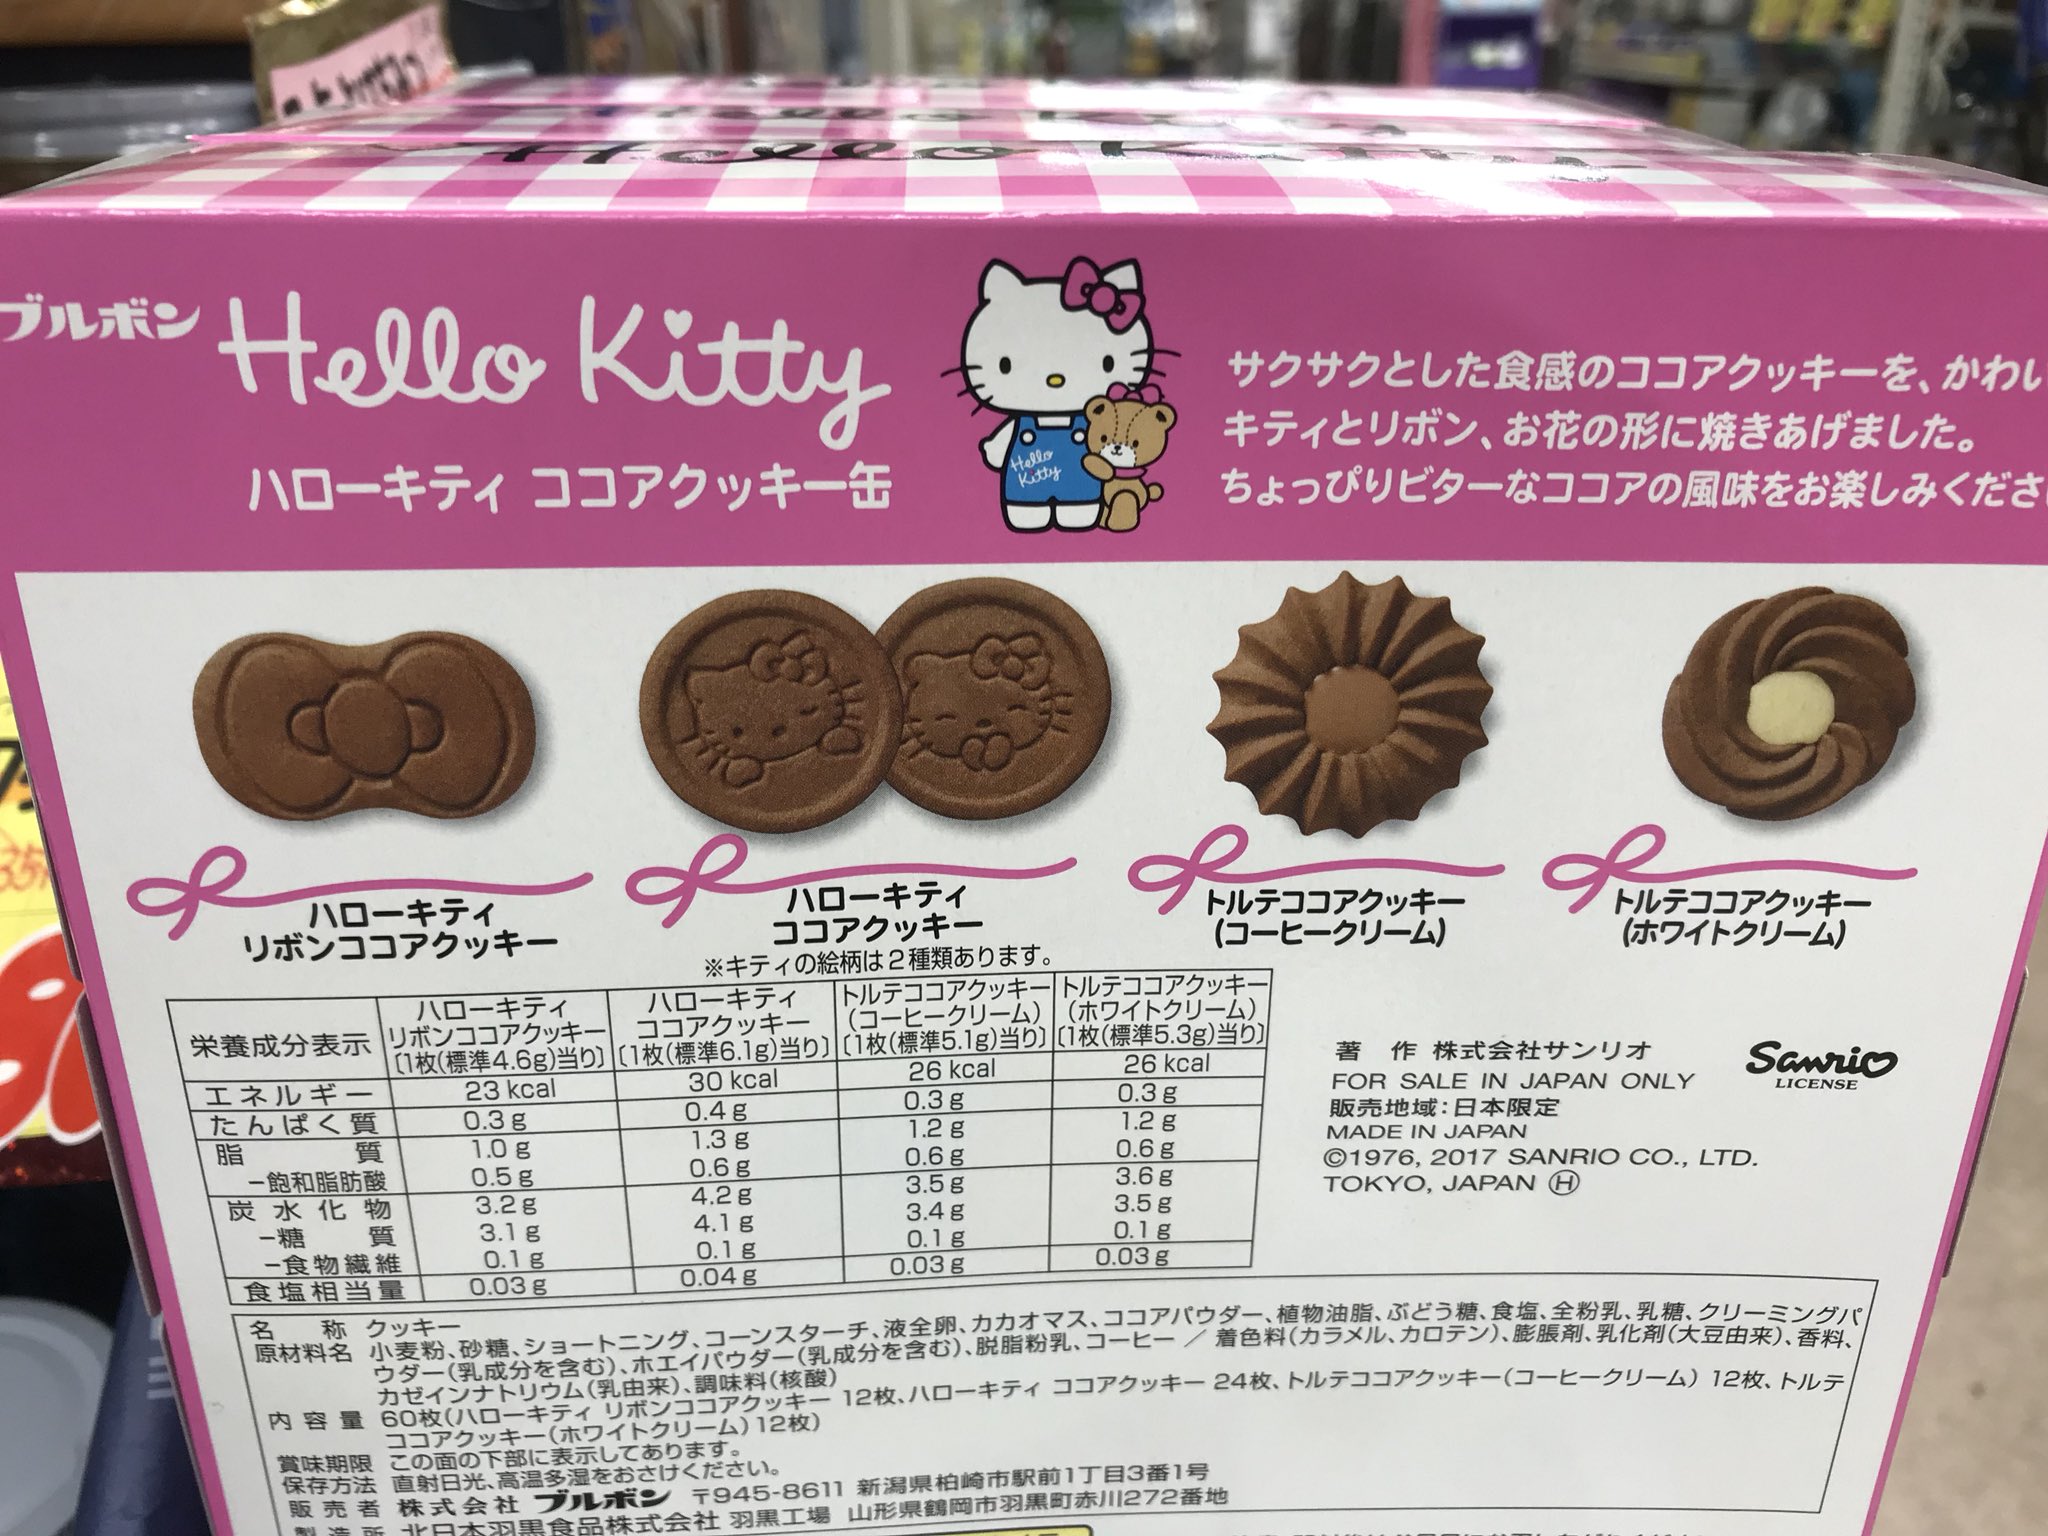 Hello Kitty
ブルボン
Hello Kitty
ハローキティ ココアクッキー缶
Hello
Kitty
サクサクとした食感のココアクッキーを、かわい
キティとリボン、お花の形に焼きあげました。
ちょっぴりビターなココアの風味をお楽しみくださ
ハローキティ
リボンココアクッキー
ハローキティ
ココアクッキー
※キティの絵柄は2種類あります。
トルテココアクッキー
(コーヒークリーム)
トルテココアクッキー
(ホワイトクリーム)
栄養成分表示 ハローキティ リボンココアクッキー 〔1枚(標準4.6g)当り〕 ハローキティ ココアクッキー 〔1枚(標準6.1g)当り〕 トルテココアクッキー (コーヒークリーム) 〔1枚(標準5.1g)当り〕 トルテココアクッキー (ホワイトクリーム) 〔1枚(標準5.3g)当り〕
エネルギー 23 kcal 30 kcal 26 kcal 26 kcal
たんぱく質 0.3 g 0.4 g 0.3 g 0.3 g
脂質 1.0 g 1.3 g 1.2 g 1.2 g
−飽和脂肪酸 0.5 g 0.6 g 0.6 g 0.6 g
炭水化物 3.2 g 4.2 g 3.5 g 3.6 g
−糖質 3.1 g 4.1 g 3.4 g 3.5 g
−食物繊維 0.1 g 0.1 g 0.1 g 0.1 g
食塩相当量 0.03 g 0.04 g 0.03 g 0.03 g
著作 株式会社サンリオ
FOR SALE IN JAPAN ONLY
販売地域:日本限定
MADE IN JAPAN
©1976, 2017 SANRIO CO., LTD.
TOKYO, JAPAN Ⓗ
Sanrio
LICENSE
名称 クッキー
原材料名 小麦粉、砂糖、ショートニング、コーンスターチ、液全卵、カカオマス、ココアパウダー、植物油脂、ぶどう糖、食塩、全粉乳、乳糖、クリーミングパ
ウダー(乳成分を含む)、ホエイパウダー(乳成分を含む)、脱脂粉乳、コーヒー／着色料(カラメル、カロテン)、膨脹剤、乳化剤(大豆由来)、香料、
カゼインナトリウム(乳由来)、調味料(核酸)
内容量 60枚(ハローキティ リボンココアクッキー 12枚、ハローキティ ココアクッキー 24枚、トルテココアクッキー(コーヒークリーム) 12枚、トルテ
ココアクッキー(ホワイトクリーム)12枚)
賞味期限 この面の下部に表示してあります。
保存方法 直射日光、高温多湿をおさけください。
販売者 株式会社 ブルボン 〒945-8611 新潟県柏崎市駅前1丁目3番1号
製造所 北日本羽黒食品株式会社 羽黒工場 山形県鶴岡市羽黒町赤川272番地